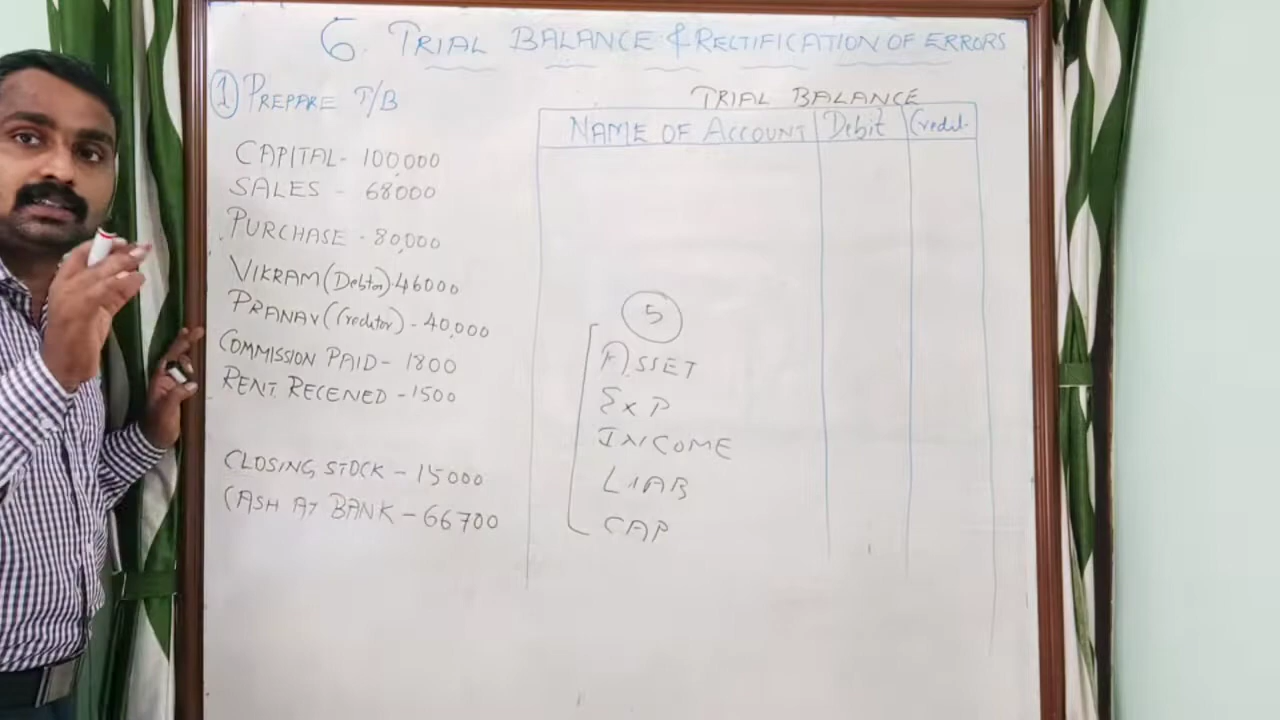 6. TRIAL BALANCE & RECTIFICATION OF ERRORS
1) PREPARE T/B
CAPITAL - 100,000
SALES - 68000
PURCHASE - 80,000
VIKRAM (Debtor) - 46000
PRANAV (Creditor) - 40,000
COMMISSION PAID - 1800
RENT RECEIVED - 1500
CLOSING STOCK - 15000
CASH AT BANK - 66700
TRIAL BALANCE
NAME OF ACCOUNT Debit Credit
5
ASSET
EXP
INCOME
LIAB
CAP